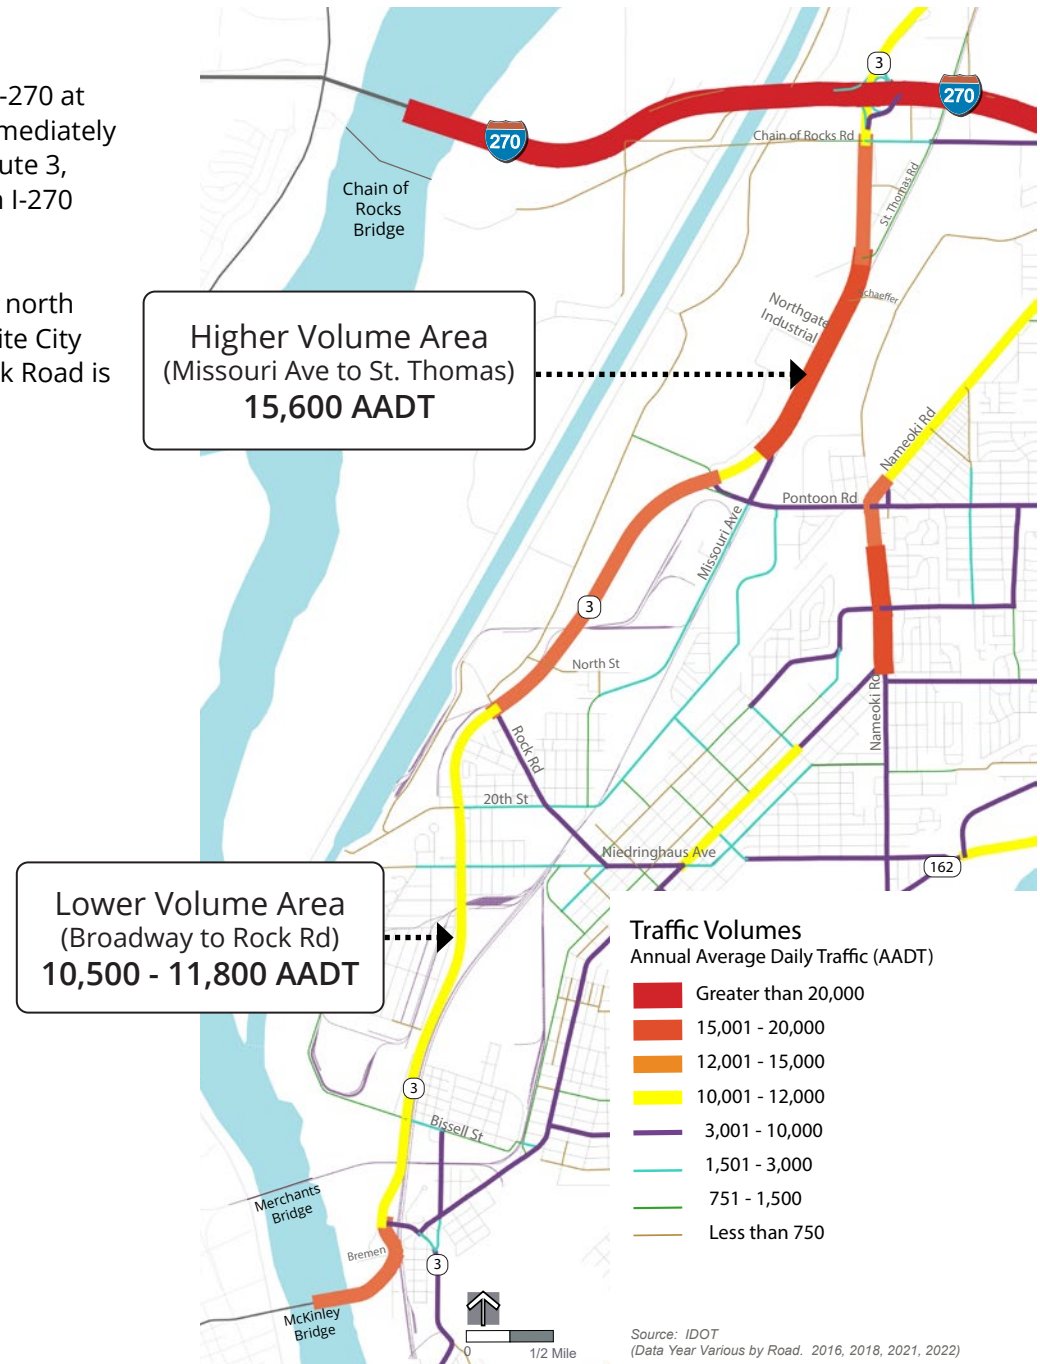 -270 at
mediately
ute 3,
n I-270
north
ite City
k Road is
3
270
270
Chain of Rocks Rd
St. Thomas Rd
Chain of
Rocks
Bridge
Higher Volume Area
(Missouri Ave to St. Thomas)
15,600 AADT
Northgate
Industrial
chaeffer
Nameoki Rd
Pontoon Rd
Missouri Ave
3
North St
Nameoki Rd
Rock Rd
20th St
Niedringhaus Ave
162
Lower Volume Area
(Broadway to Rock Rd)
10,500 - 11,800 AADT
3
Bissell St
Merchants
Bridge
Bremen
3
McKinley
Bridge
0
1/2 Mile
Traffic Volumes
Annual Average Daily Traffic (AADT)
Greater than 20,000
15,001 - 20,000
12,001 - 15,000
10,001 - 12,000
3,001 - 10,000
1,501 - 3,000
751 - 1,500
Less than 750
Source: IDOT
(Data Year Various by Road. 2016, 2018, 2021, 2022)